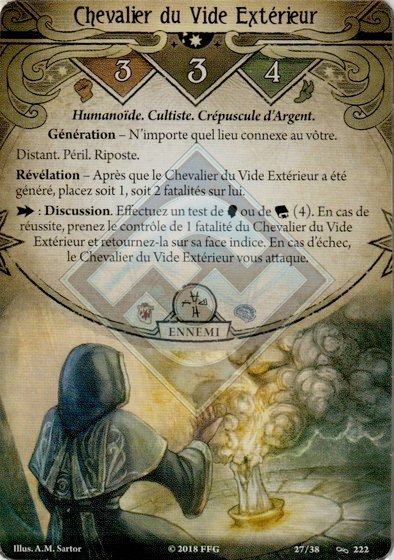 Chevalier du Vide Extérieur
3 3 4
Humanoïde. Cultiste. Crépuscule d'Argent.
Génération – N'importe quel lieu connexe au vôtre.
Distant. Péril. Riposte.
Révélation – Après que le Chevalier du Vide Extérieur a été
généré, placez soit 1, soit 2 fatalités sur lui.
: Discussion. Effectuez un test de ou de (4). En cas de
réussite, prenez le contrôle de 1 fatalité du Chevalier du Vide
Extérieur et retournez-la sur sa face indice. En cas d'échec,
le Chevalier du Vide Extérieur vous attaque.
ENNEMI
Illus. A.M. Sartor © 2018 FFG 27/38 222